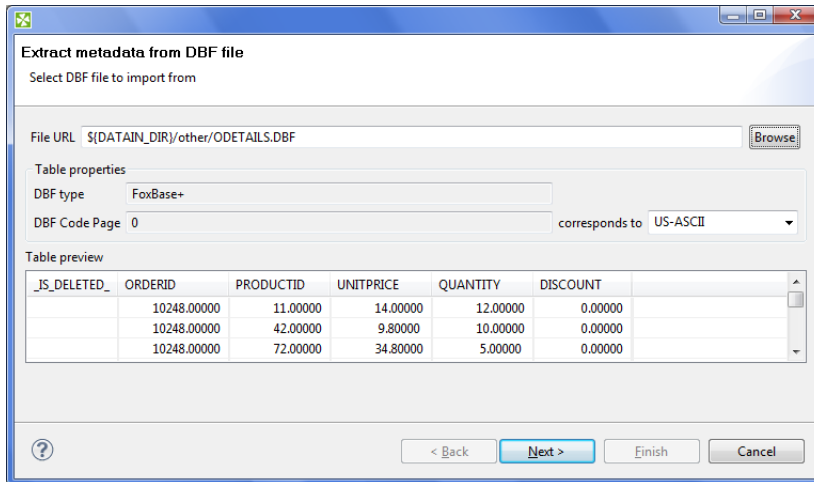 Extract metadata from DBF file
Select DBF file to import from
File URL ${DATAIN_DIR}/other/ODETAILS.DBF Browse
Table properties
DBF type FoxBase+
DBF Code Page 0 corresponds to US-ASCII
Table preview
_IS_DELETED_ ORDERID PRODUCTID UNITPRICE QUANTITY DISCOUNT
10248.00000 11.00000 14.00000 12.00000 0.00000
10248.00000 42.00000 9.80000 10.00000 0.00000
10248.00000 72.00000 34.80000 5.00000 0.00000
? < Back Next > Finish Cancel